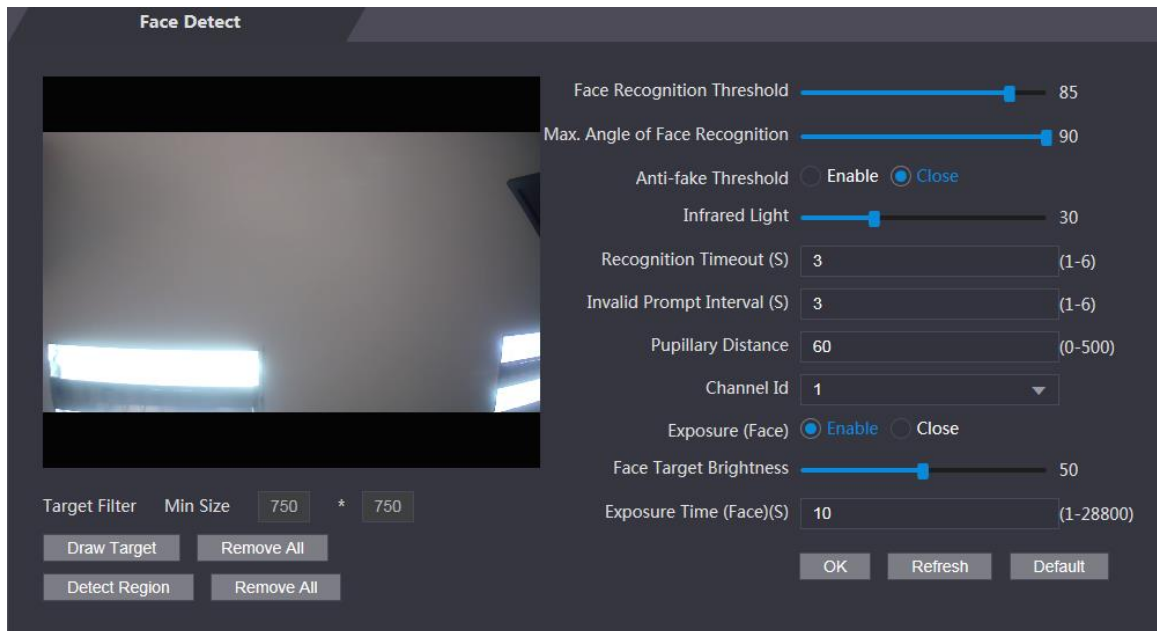 Face Detect
Face Recognition Threshold 85
Max. Angle of Face Recognition 90
Anti-fake Threshold Enable Close
Infrared Light 30
Recognition Timeout (S) 3 (1-6)
Invalid Prompt Interval (S) 3 (1-6)
Pupillary Distance 60 (0-500)
Channel Id 1
Exposure (Face) Enable Close
Face Target Brightness 50
Exposure Time (Face)(S) 10 (1-28800)
OK Refresh Default
Target Filter Min Size 750 * 750
Draw Target Remove All
Detect Region Remove All